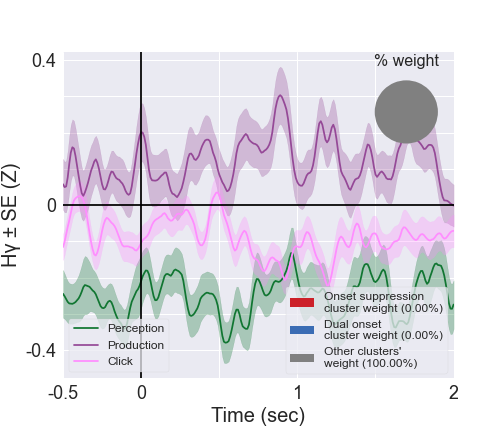 % weight
0.4
0
-0.4
Hγ ± SE (Z)
Perception
Production
Click
Onset suppression
cluster weight (0.00%)
Dual onset
cluster weight (0.00%)
Other clusters'
weight (100.00%)
-0.5
0
1
2
Time (sec)